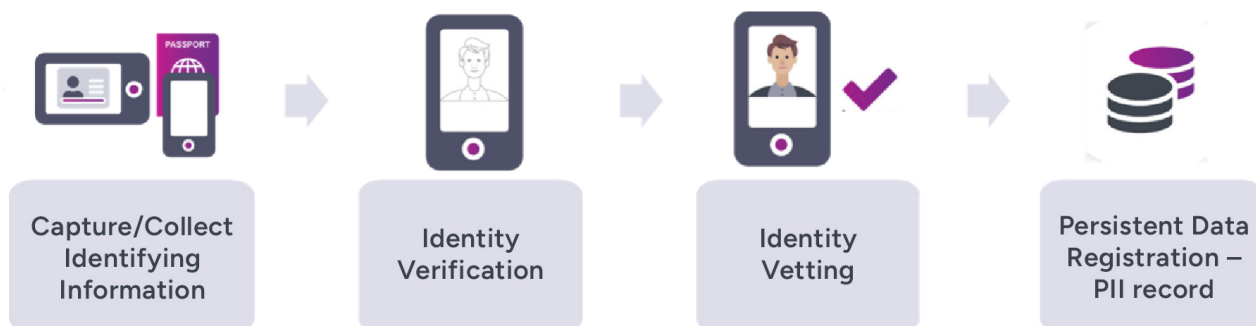 PASSPORT
Capture/Collect
Identifying
Information
Identity
Verification
Identity
Vetting
Persistent Data
Registration –
PII record